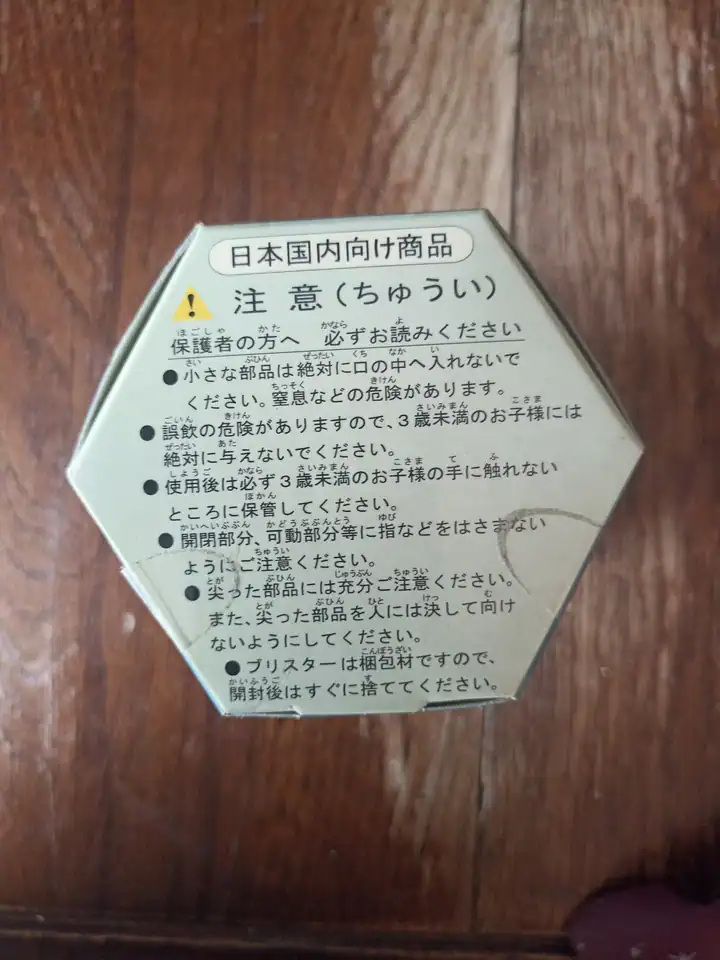 日本国内向け商品
注意(ちゅうい)
保護者の方へ 必ずお読みください
●小さな部品は絶対に口の中へ入れないで
ください。窒息などの危険があります。
●誤飲の危険がありますので、3歳未満のお子様には
絶対に与えないでください。
●使用後は必ず3歳未満のお子様の手に触れない
ところに保管してください。
●開閉部分、可動部分等に指などをはさまない
ようにご注意ください。
●尖った部品には充分ご注意ください。
また、尖った部品を人には決して向け
ないようにしてください。
●ブリスターは梱包材ですので、
開封後はすぐに捨ててください。